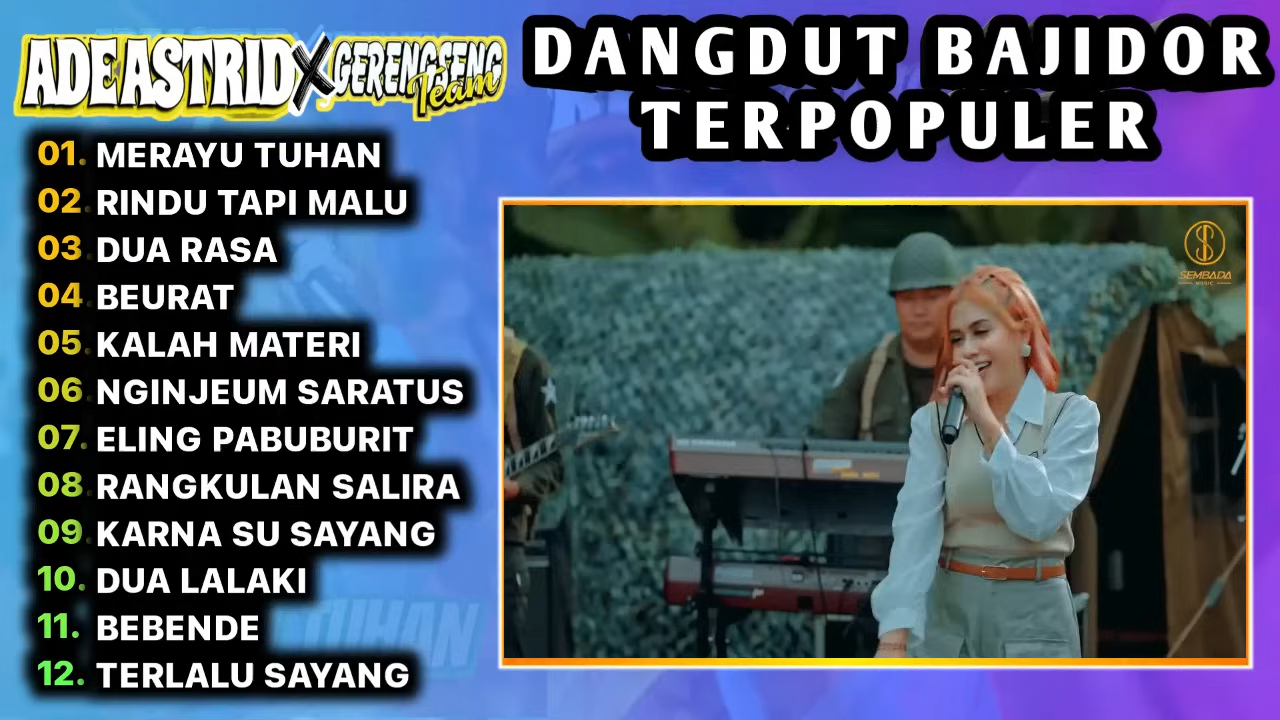 ADE ASTRID X GERENGSENG Team
DANGDUT BAJIDOR
TERPOPULER
01. MERAYU TUHAN
02. RINDU TAPI MALU
03. DUA RASA
04. BEURAT
05. KALAH MATERI
06. NGINJEUM SARATUS
07. ELING PABUBURIT
08. RANGKULAN SALIRA
09. KARNA SU SAYANG
10. DUA LALAKI
11. BEBENDE
12. TERLALU SAYANG
SEMBADA
MUSIC
TUHAN